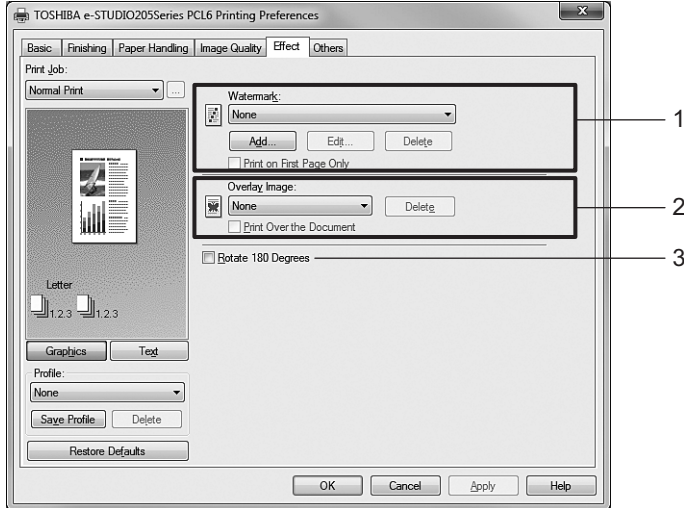 TOSHIBA e-STUDIO205Series PCL6 Printing Preferences
Basic Finishing Paper Handling Image Quality Effect Others
Print Job:
Normal Print
...
Watermark:
None
Add... Edit... Delete
Print on First Page Only
1
Overlay Image:
None
Delete
Print Over the Document
2
Rotate 180 Degrees
3
Letter
1.2.3 1.2.3
Graphics Text
Profile:
None
Save Profile Delete
Restore Defaults
OK Cancel Apply Help